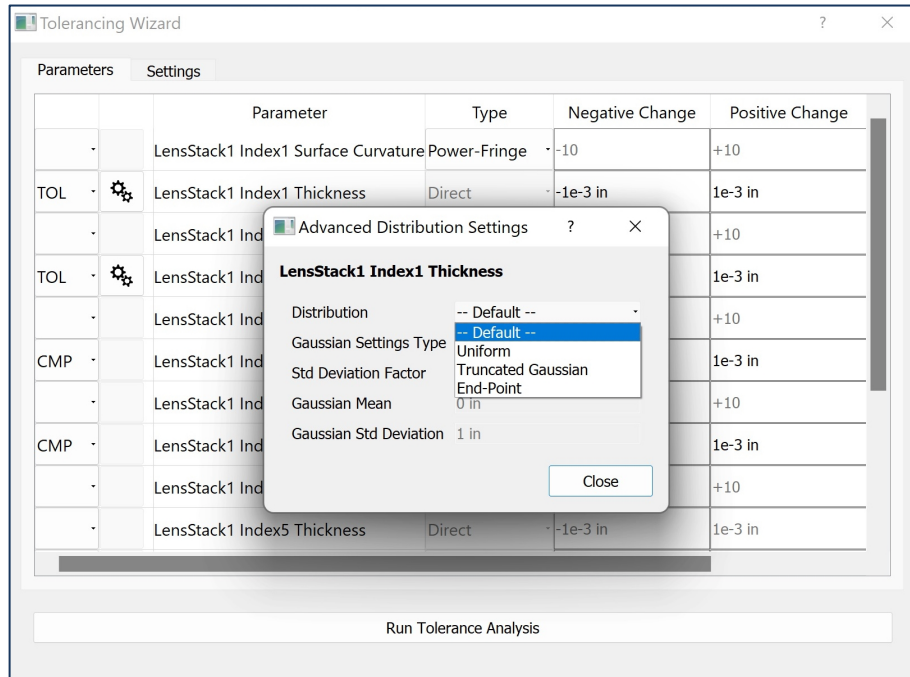 Tolerancing Wizard ? ×
Parameters Settings
Parameter Type Negative Change Positive Change
LensStack1 Index1 Surface Curvature Power-Fringe -10 +10
TOL LensStack1 Index1 Thickness Direct -1e-3 in 1e-3 in
LensStack1 Ind +10
TOL LensStack1 Ind 1e-3 in
LensStack1 Ind +10
CMP LensStack1 Ind 1e-3 in
LensStack1 Ind +10
CMP LensStack1 Ind 1e-3 in
LensStack1 Ind +10
LensStack1 Index5 Thickness Direct -1e-3 in 1e-3 in
Advanced Distribution Settings ? ×
LensStack1 Index1 Thickness
Distribution -- Default --
-- Default --
Uniform
Truncated Gaussian
End-Point
Gaussian Settings Type
Std Deviation Factor
Gaussian Mean 0 in
Gaussian Std Deviation 1 in
Close
Run Tolerance Analysis